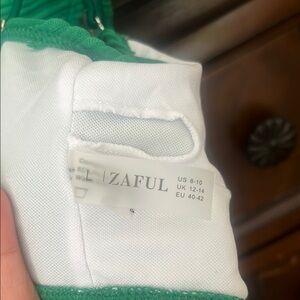 L | ZAFUL
US 8-10
UK 12-14
EU 40-42
S